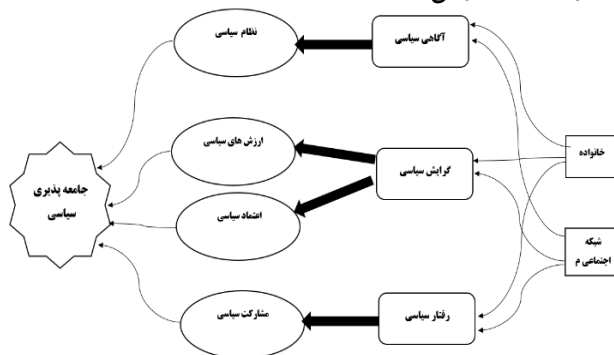 نظام سیاسی
آگاهی سیاسی
ارزش های سیاسی
خانواده
گرایش سیاسی
جامعه پذیری
سیاسی
اعتماد سیاسی
شبکه
اجتماعی م
مشارکت سیاسی
رفتار سیاسی